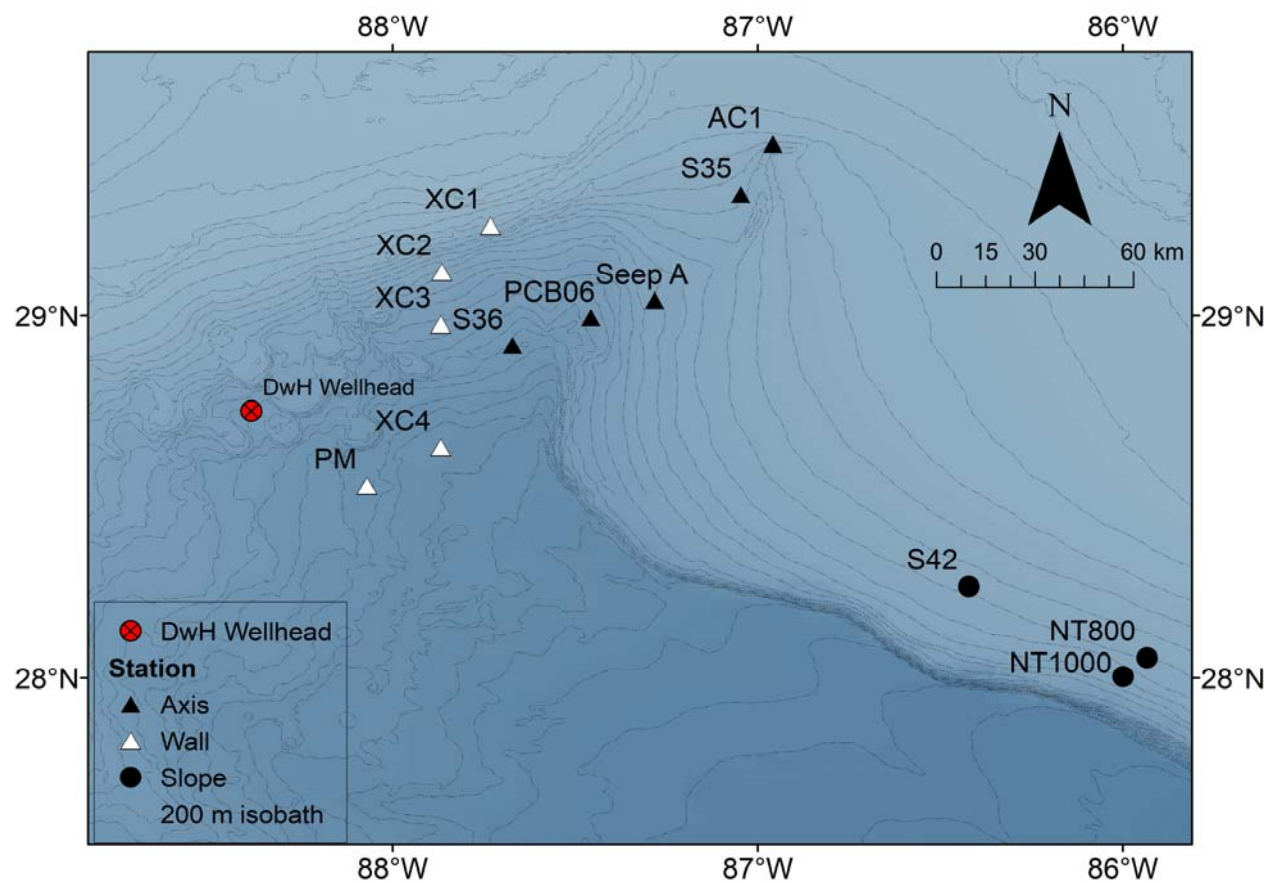 88°W 87°W 86°W
N
AC1
S35
XC1
0 15 30 60 km
XC2
Seep A
XC3
PCB06
S36
29°N 29°N
DwH Wellhead
XC4
PM
S42
NT800
NT1000
28°N 28°N
DwH Wellhead
Station
Axis
Wall
Slope
200 m isobath
88°W 87°W 86°W